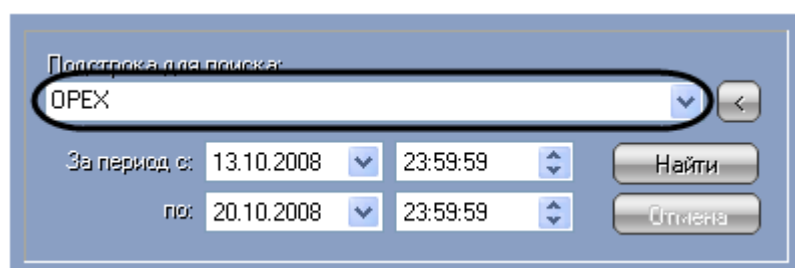 Подстрока для поиска:
ОРЕХ <
За период с: 13.10.2008 23:59:59 Найти
по: 20.10.2008 23:59:59 Отмена